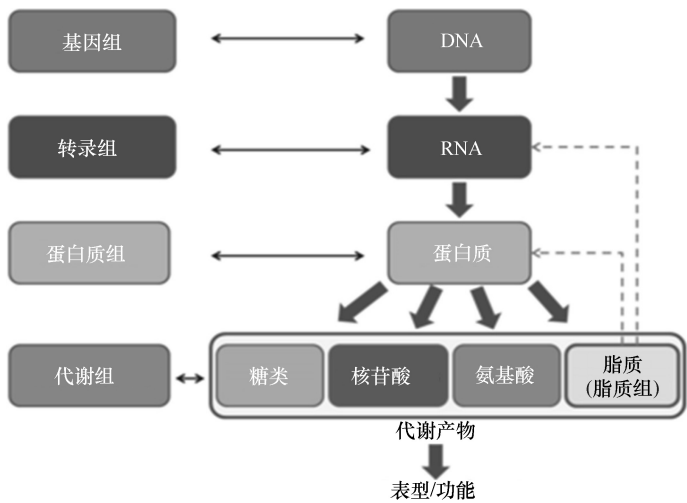 基因组
DNA
转录组
RNA
蛋白质组
蛋白质
代谢组
糖类
核苷酸
氨基酸
脂质
(脂质组)
代谢产物
表型/功能